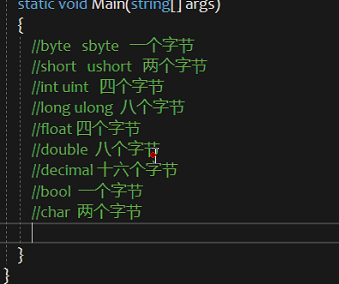 static void Main(string[] args)
{
//byte sbyte 一个字节
//short ushort 两个字节
//int uint 四个字节
//long ulong 八个字节
//float 四个字节
//double 八个字节
//decimal 十六个字节
//bool 一个字节
//char 两个字节
}
}